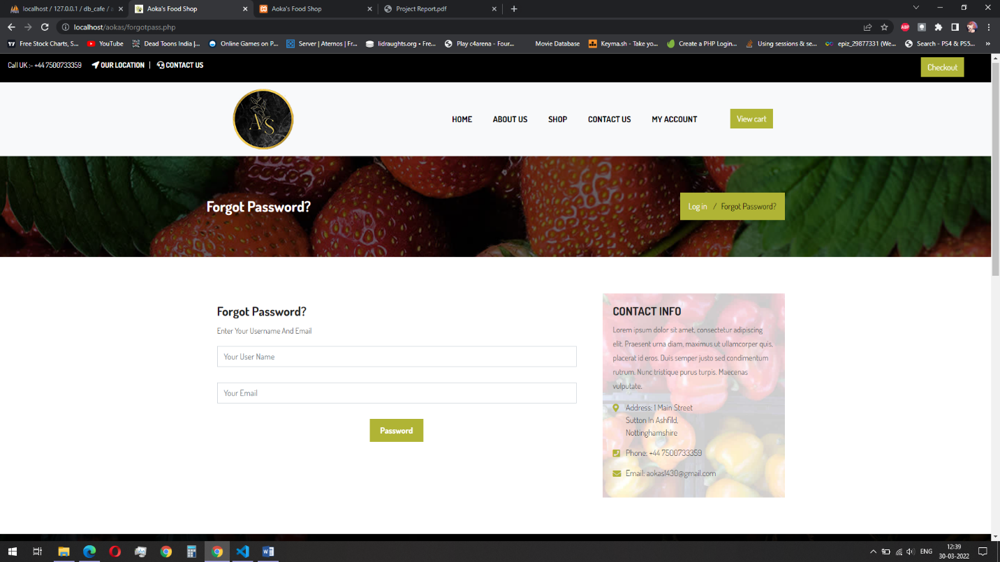 localhost / 127.0.0.1 / db_cafe / a
Aoka's Food Shop
Aoka's Food Shop
Project Report.pdf
localhost/aokas/forgotpass.php
ABP
Free Stock Charts, S...
YouTube
Dead Toons India |...
Online Games on P...
Server | Aternos | Fr...
lidraughts.org • Fre...
Play c4arena - Four...
Movie Database
Keyma.sh - Take yo...
Create a PHP Login...
Using sessions & se...
epiz_29877331 (We...
Search - PS4 & PS5...
»
Call UK :- +44 7500733359
OUR LOCATION |
CONTACT US
Checkout
AS
HOME
ABOUT US
SHOP
CONTACT US
MY ACCOUNT
View cart
Forgot Password?
Log in / Forgot Password?
Forgot Password?
Enter Your Username And Email
Your User Name
Your Email
Password
CONTACT INFO
Lorem ipsum dolor sit amet, consectetur adipiscing
elit. Praesent urna diam, maximus ut ullamcorper quis,
placerat id eros. Duis semper justo sed condimentum
rutrum. Nunc tristique purus turpis. Maecenas
vulputate.
Address: 1 Main Street
Sutton In Ashfild,
Nottinghamshire
Phone: +44 7500733359
Email: aokas1430@gmail.com
ENG
12:39
30-03-2022